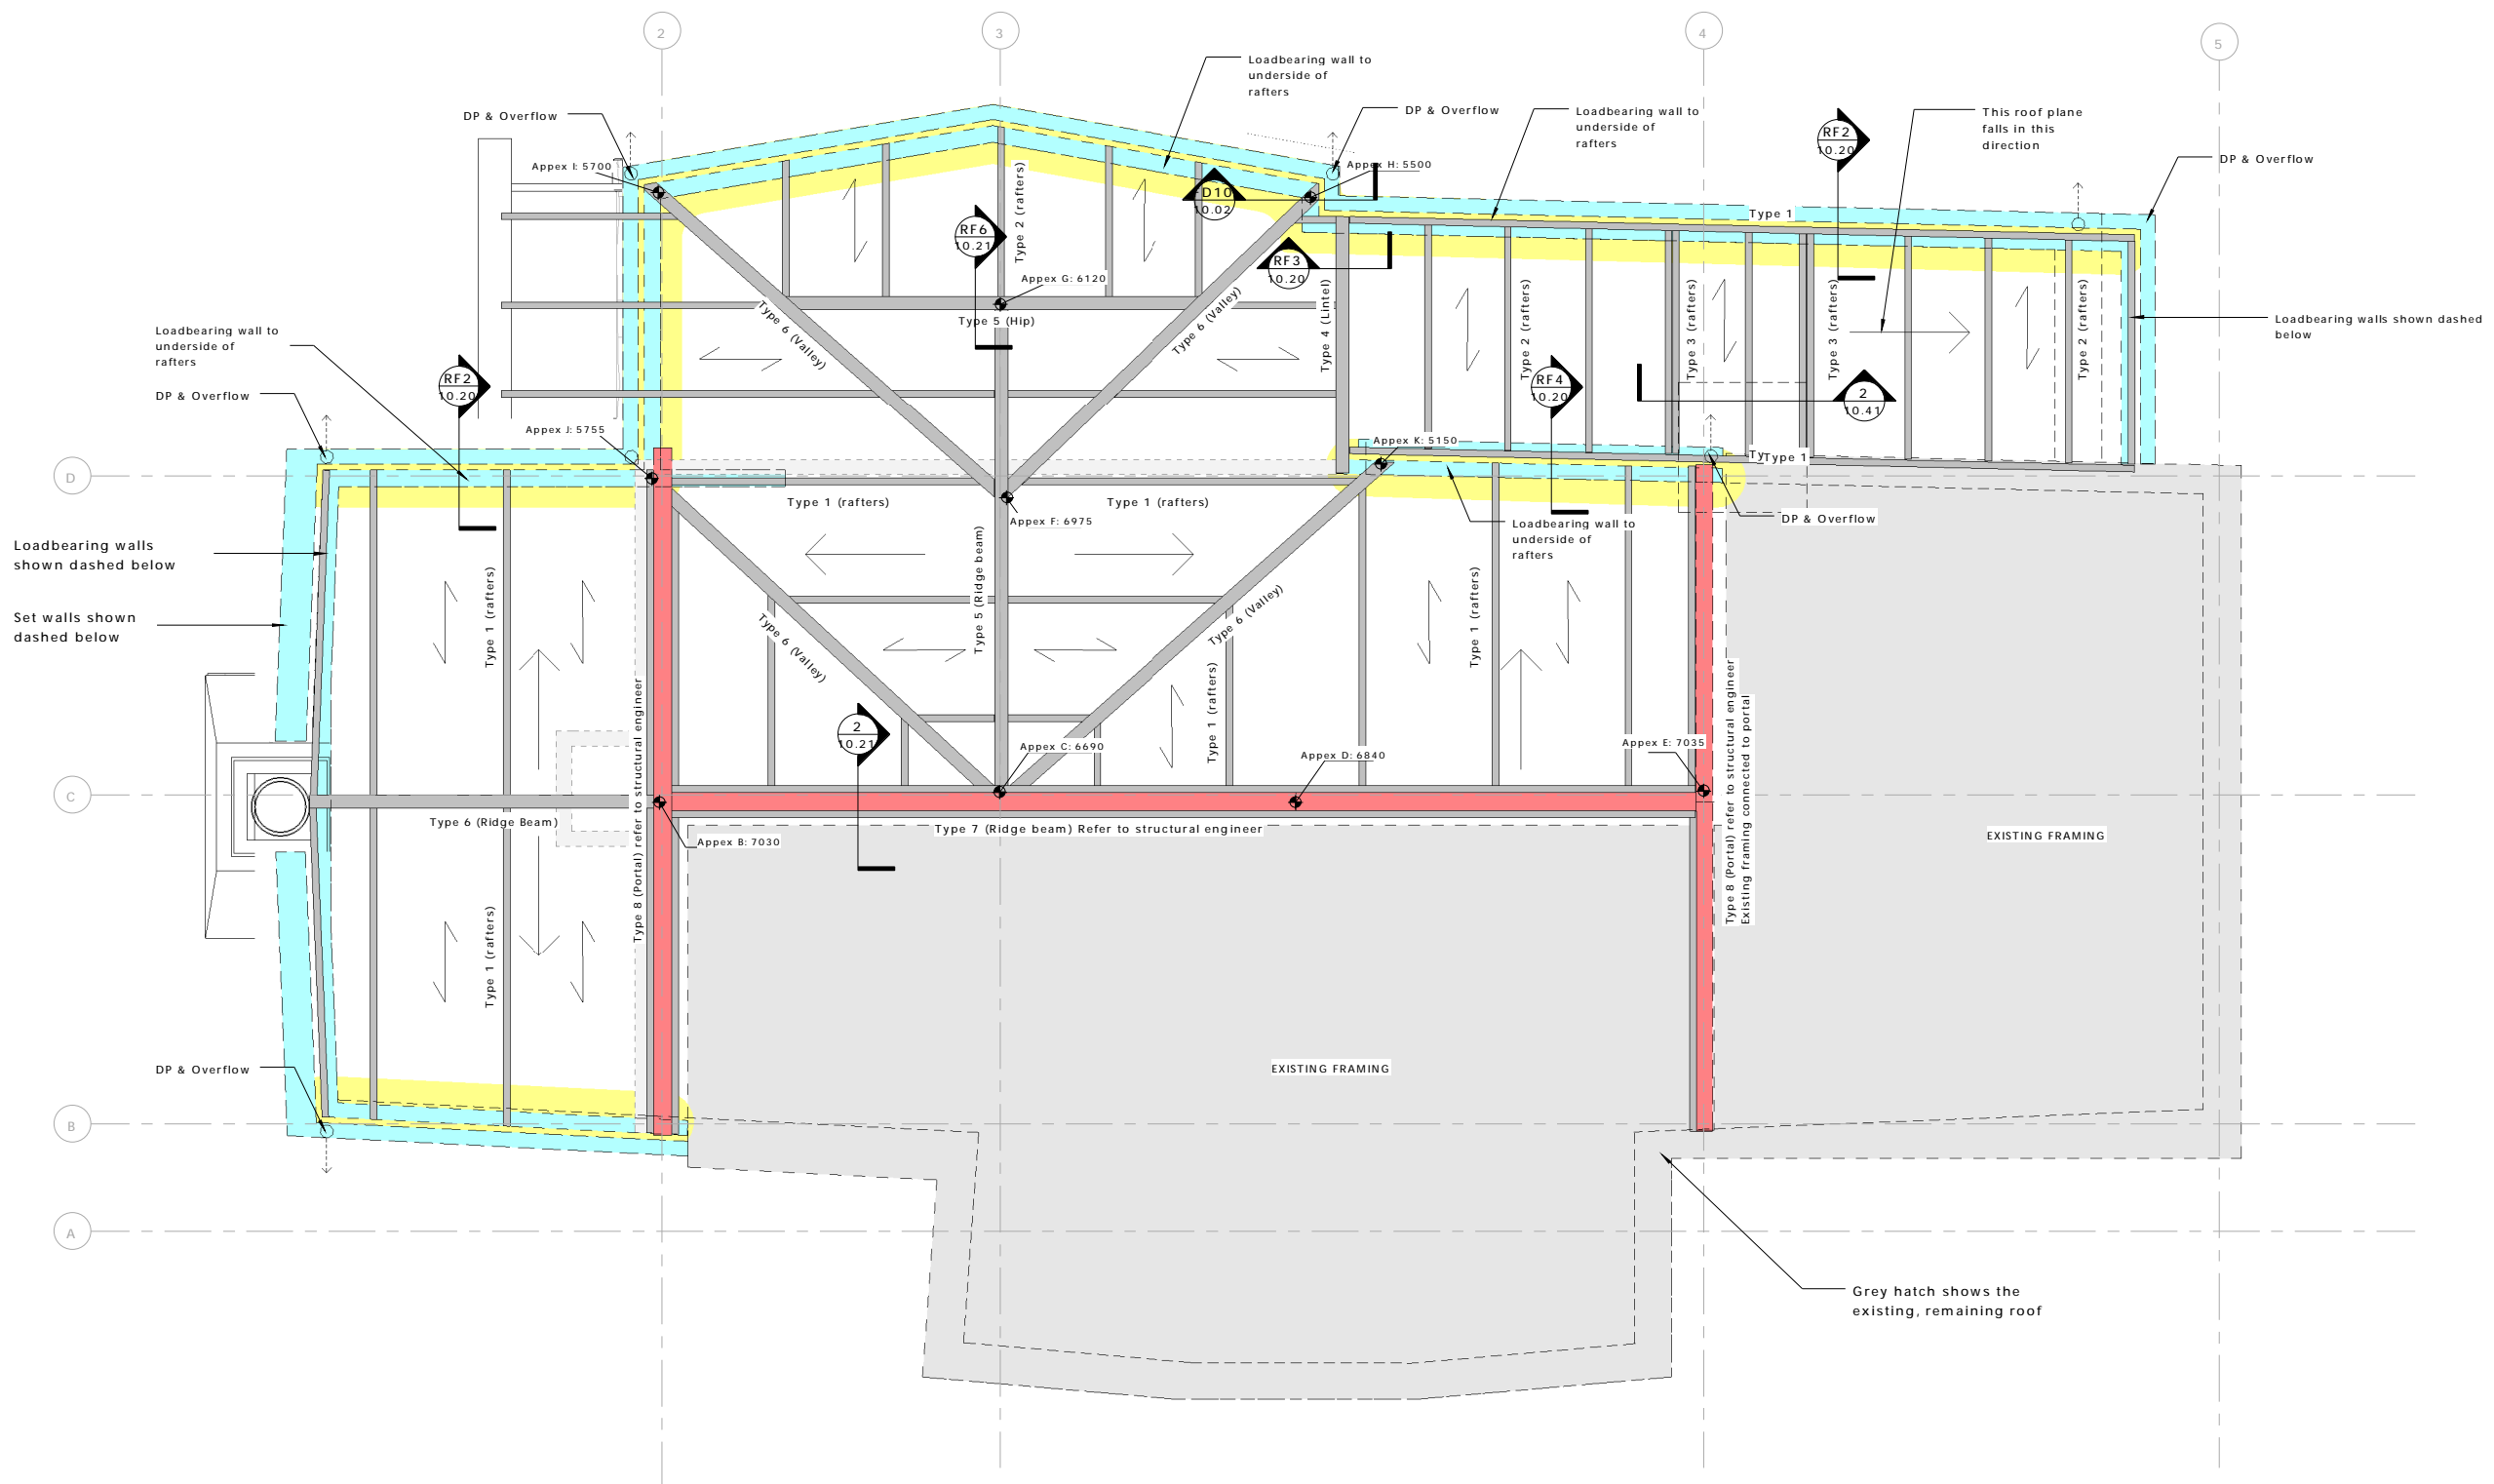 2
3
4
5
Loadbearing wall to
underside of
rafters
DP & Overflow
DP & Overflow
Loadbearing wall to
underside of
rafters
This roof plane
falls in this
direction
RF2
10.20
DP & Overflow
Appex I: 5700
Appex H: 5500
10.02
Type 1
RF6
10.21
Type 2 (rafters)
RF3
10.20
Appex G: 6120
Type 5 (Hip)
Type 6 (Valley)
Type 6 (Valley)
Type 4 (Lintel)
Type 2 (rafters)
Type 3 (rafters)
Type 3 (rafters)
Type 2 (rafters)
Loadbearing walls shown dashed
below
Loadbearing wall to
underside of
rafters
RF2
10.20
DP & Overflow
RF4
10.20
2
10.41
Appex J: 5755
Appex K: 5150
Type 1
D
Type 1 (rafters)
Type 1 (rafters)
Appex F: 6975
Loadbearing wall to
underside of
rafters
DP & Overflow
Loadbearing walls
shown dashed below
Set walls shown
dashed below
Type 1 (rafters)
Type 5 (Ridge beam)
Type 6 (Valley)
Type 6 (Valley)
Type 1 (rafters)
Type 1 (rafters)
Type 8 (Portal) refer to structural engineer
Type 8 (Portal) refer to structural engineer
Existing framing connected to portal
2
10.21
Appex C: 6690
Appex D: 6840
Appex E: 7035
C
Type 6 (Ridge Beam)
Type 7 (Ridge beam) Refer to structural engineer
Appex B: 7030
EXISTING FRAMING
Type 1 (rafters)
EXISTING FRAMING
DP & Overflow
B
A
Grey hatch shows the
existing, remaining roof